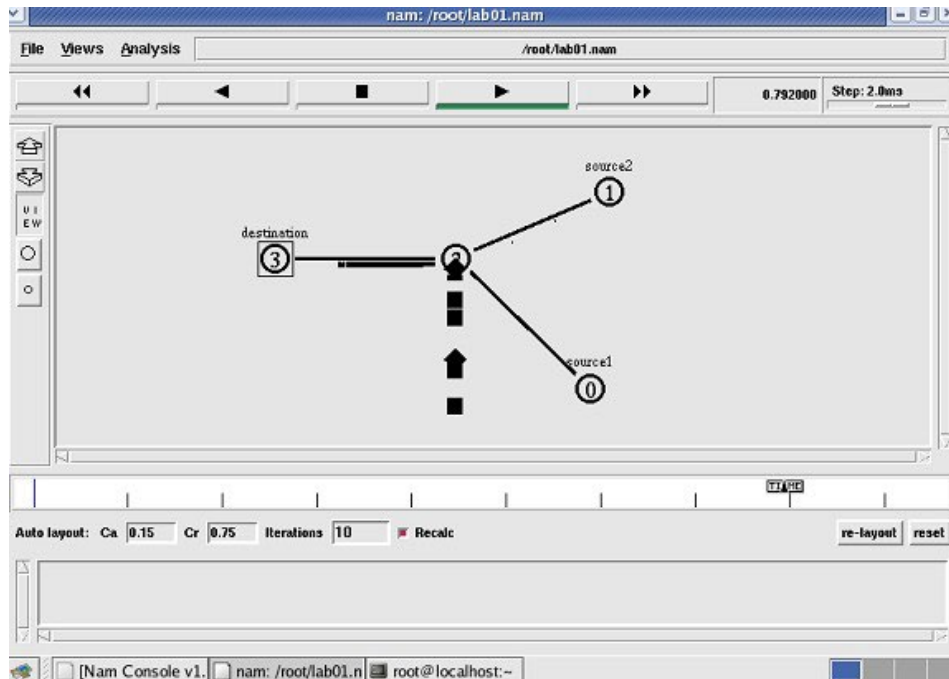 nam: /root/lab01.nam
File Views Analysis /root/lab01.nam
0.792000 Step: 2.0ms
VI
EW
source2
1
destination
3
source1
0
TIME
Auto layout: Ca 0.15 Cr 0.75 Iterations 10 Recalc re-layout reset
[Nam Console v1. nam: /root/lab01.n root@localhost:~